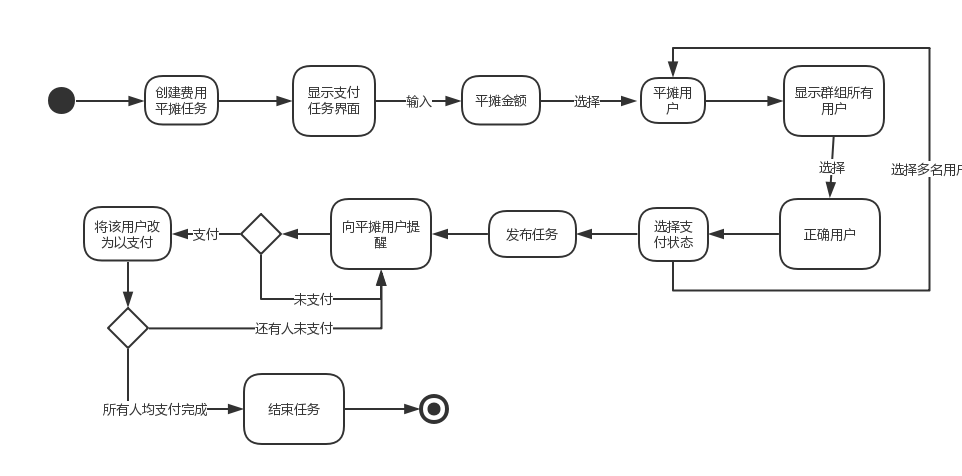 创建费用
平摊任务
显示支付
任务界面
输入
平摊金额
选择
平摊用
户
显示群组所有
用户
选择
选择多名用户
将该用户改
为以支付
支付
向平摊用户提
醒
发布任务
选择支
付状态
正确用户
未支付
还有人未支付
所有人均支付完成
结束任务